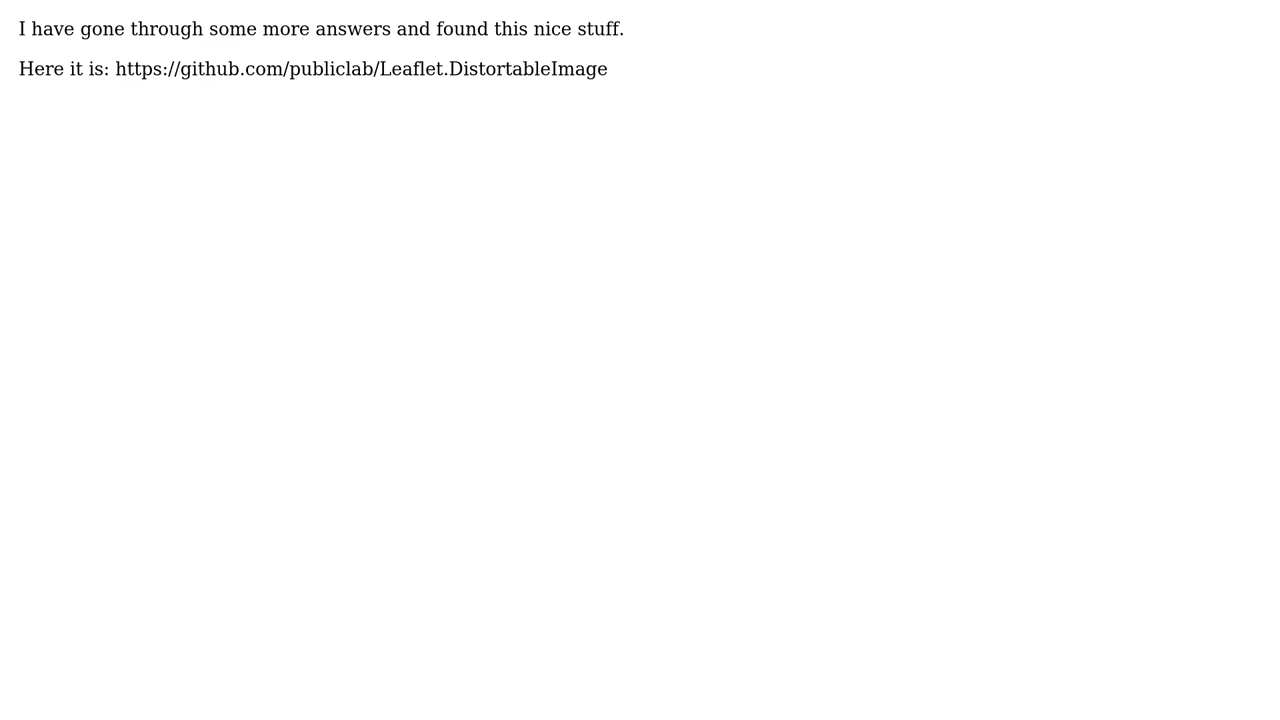 I have gone through some more answers and found this nice stuff.
Here it is: https://github.com/publiclab/Leaflet.DistortableImage